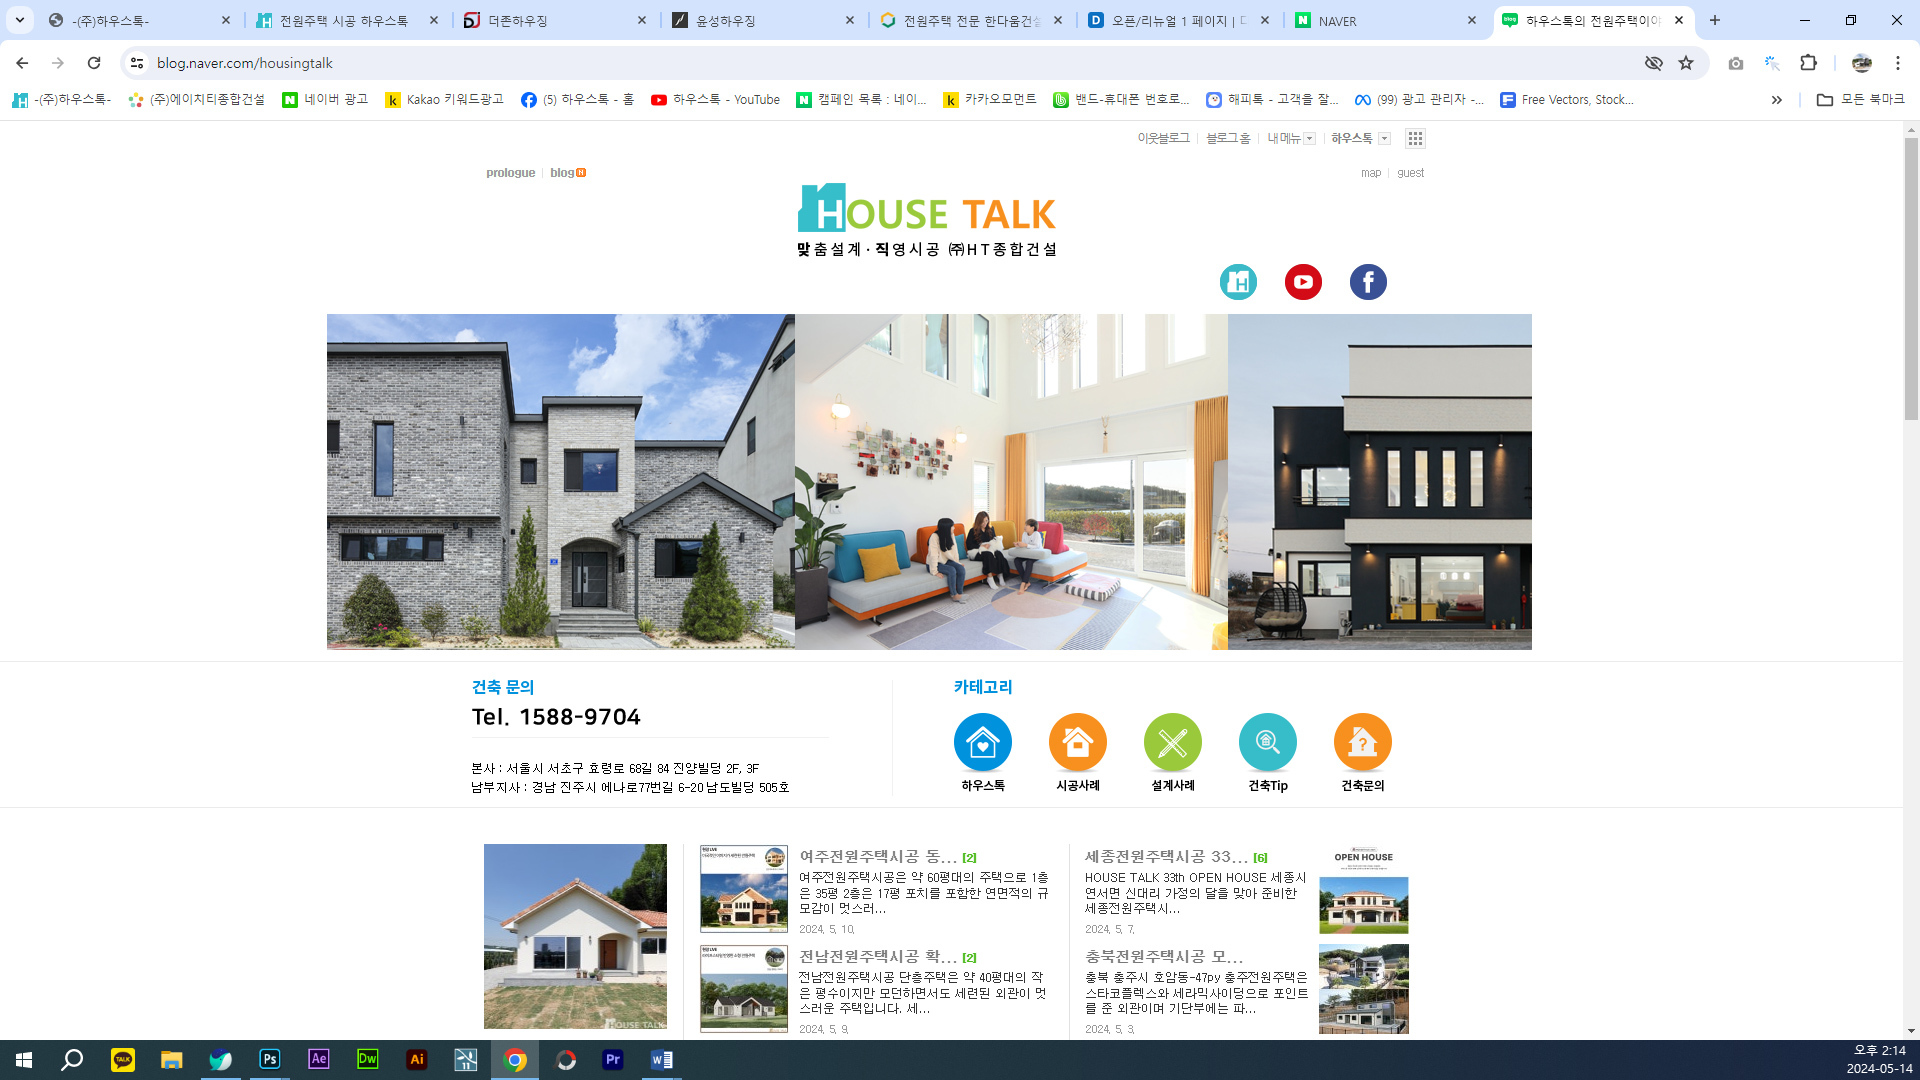 -(주)하우스톡-
전원주택 시공 하우스톡
더존하우징
윤성하우징
전원주택 전문 한다움건설
오픈/리뉴얼 1 페이지 | 더
NAVER
하우스톡의 전원주택이야
blog.naver.com/housingtalk
-(주)하우스톡-
(주)에이치티종합건설
네이버 광고
Kakao 키워드광고
(5) 하우스톡 - 홈
하우스톡 - YouTube
캠페인 목록 : 네이...
카카오모먼트
밴드-휴대폰 번호로...
해피톡 - 고객을 잘...
(99) 광고 관리자 -...
Free Vectors, Stock...
모든 북마크
이웃블로그
블로그 홈
내 메뉴
하우스톡
prologue
blog
map
guest
HOUSE TALK
맞춤설계·직영시공 ㈜HT종합건설
건축 문의
Tel. 1588-9704
본사 : 서울시 서초구 효령로 68길 84 진양빌딩 2F, 3F
남부지사 : 경남 진주시 에나로77번길 6-20 남도빌딩 505호
카테고리
하우스톡
시공사례
설계사례
건축Tip
건축문의
HOUSE TALK
여주전원주택시공 동... [2]
여주전원주택시공은 약 60평대의 주택으로 1층
은 35평 2층은 17평 포치를 포함한 연면적의 규
모감이 멋스러...
2024. 5. 10.
전남전원주택시공 확... [2]
전남전원주택시공 단층주택은 약 40평대의 작
은 평수이지만 모던하면서도 세련된 외관이 멋
스러운 주택입니다. 세...
2024. 5. 9.
세종전원주택시공 33... [6]
HOUSE TALK 33th OPEN HOUSE 세종시
연서면 신대리 가정의 달을 맞아 준비한
세종전원주택시...
2024. 5. 7.
OPEN HOUSE
충북전원주택시공 모...
충북 충주시 호암동-47py 충주전원주택은
스타코플렉스와 세라믹사이딩으로 포인트
를 준 외관이며 기단부에는 파...
2024. 5. 3.
오후 2:14
2024-05-14